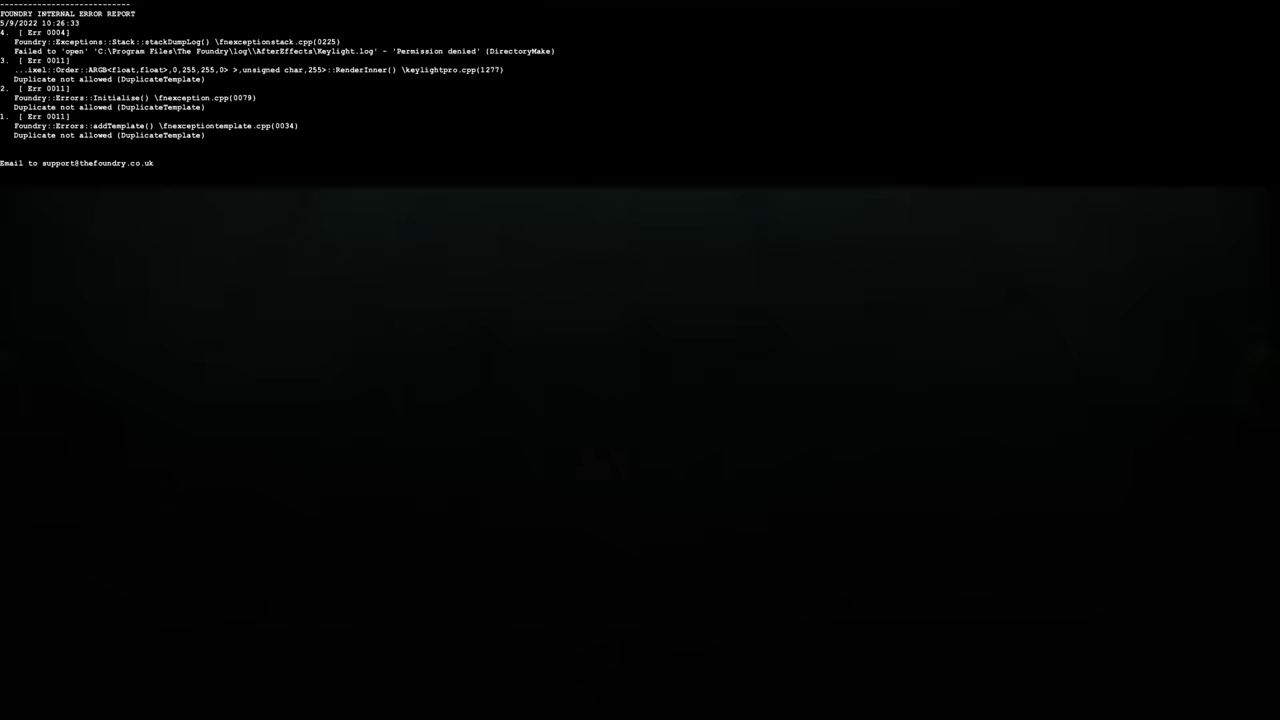 ----------------------------
FOUNDRY INTERNAL ERROR REPORT
5/9/2022 10:26:33
4.  [ Err 0004]
Foundry::Exceptions::Stack::stackDumpLog() \fnexceptionstack.cpp(0225)
Failed to 'open' 'C:\Program Files\The Foundry\log\\AfterEffects\Keylight.log' - 'Permission denied' (DirectoryMake)
3.  [ Err 0011]
...ixel::Order::ARGB<float,float>,0,255,255,0> >,unsigned char,255>::RenderInner() \keylightpro.cpp(1277)
Duplicate not allowed (DuplicateTemplate)
2.  [ Err 0011]
Foundry::Errors::Initialise() \fnexception.cpp(0079)
Duplicate not allowed (DuplicateTemplate)
1.  [ Err 0011]
Foundry::Errors::addTemplate() \fnexceptiontemplate.cpp(0034)
Duplicate not allowed (DuplicateTemplate)
Email to support@thefoundry.co.uk